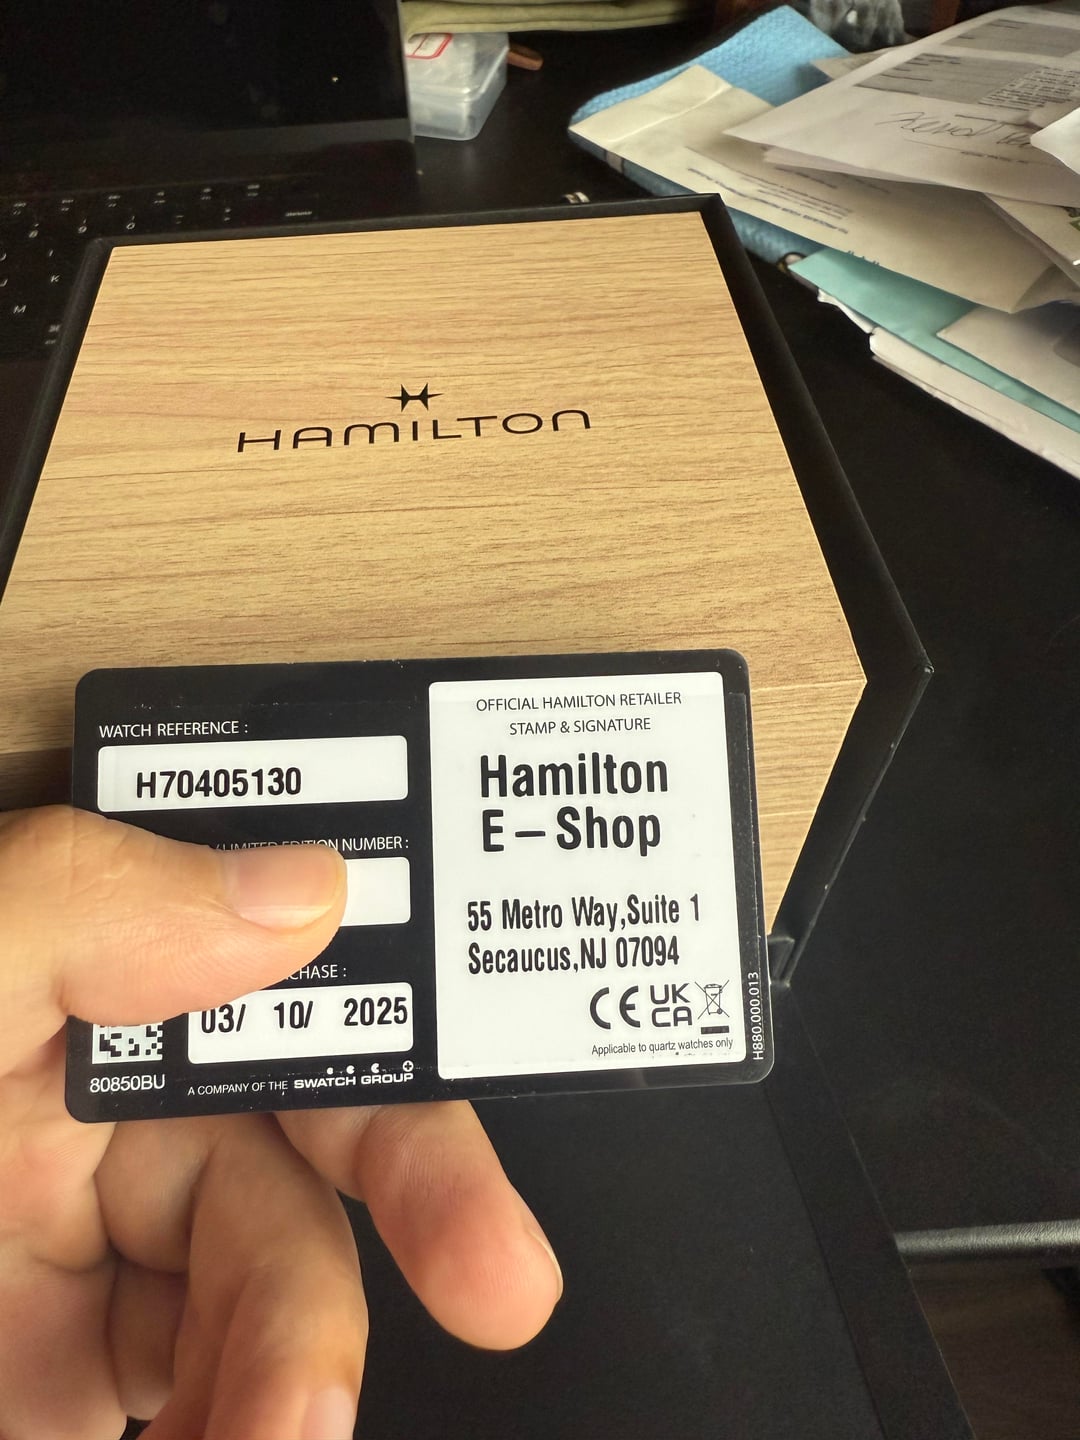 HAMILTON
WATCH REFERENCE :
H70405130
LIMITED EDITION NUMBER :
03/ 10/ 2025
80850BU
A COMPANY OF THE SWATCH GROUP
OFFICIAL HAMILTON RETAILER
STAMP & SIGNATURE
Hamilton
E – Shop
55 Metro Way,Suite 1
Secaucus,NJ 07094
CE UK
CA
Applicable to quartz watches only
H880.000.013